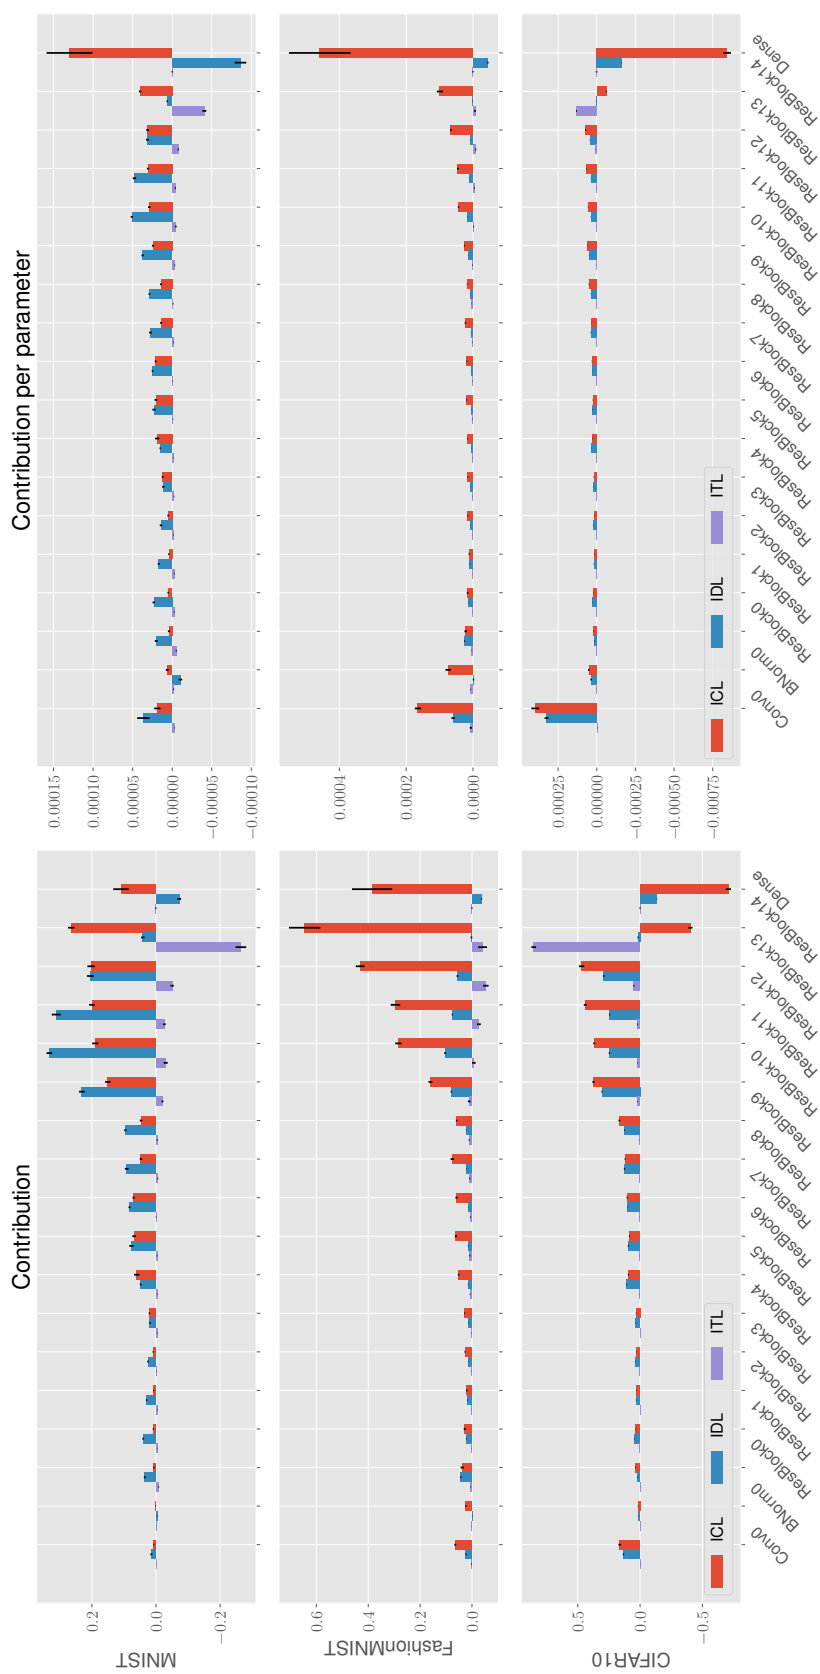 Contribution
MNIST
0.2
0.0
−0.2
FashionMNIST
0.6
0.4
0.2
0.0
CIFAR10
0.5
0.0
−0.5
ICL IDL ITL
Conv0
BNorm0
ResBlock0
ResBlock1
ResBlock2
ResBlock3
ResBlock4
ResBlock5
ResBlock6
ResBlock7
ResBlock8
ResBlock9
ResBlock10
ResBlock11
ResBlock12
ResBlock13
ResBlock14
Dense
Contribution per parameter
0.00015
0.00010
0.00005
0.00000
−0.00005
−0.00010
0.0004
0.0002
0.0000
0.00025
0.00000
−0.00025
−0.00050
−0.00075
ICL IDL ITL
Conv0
BNorm0
ResBlock0
ResBlock1
ResBlock2
ResBlock3
ResBlock4
ResBlock5
ResBlock6
ResBlock7
ResBlock8
ResBlock9
ResBlock10
ResBlock11
ResBlock12
ResBlock13
ResBlock14
Dense